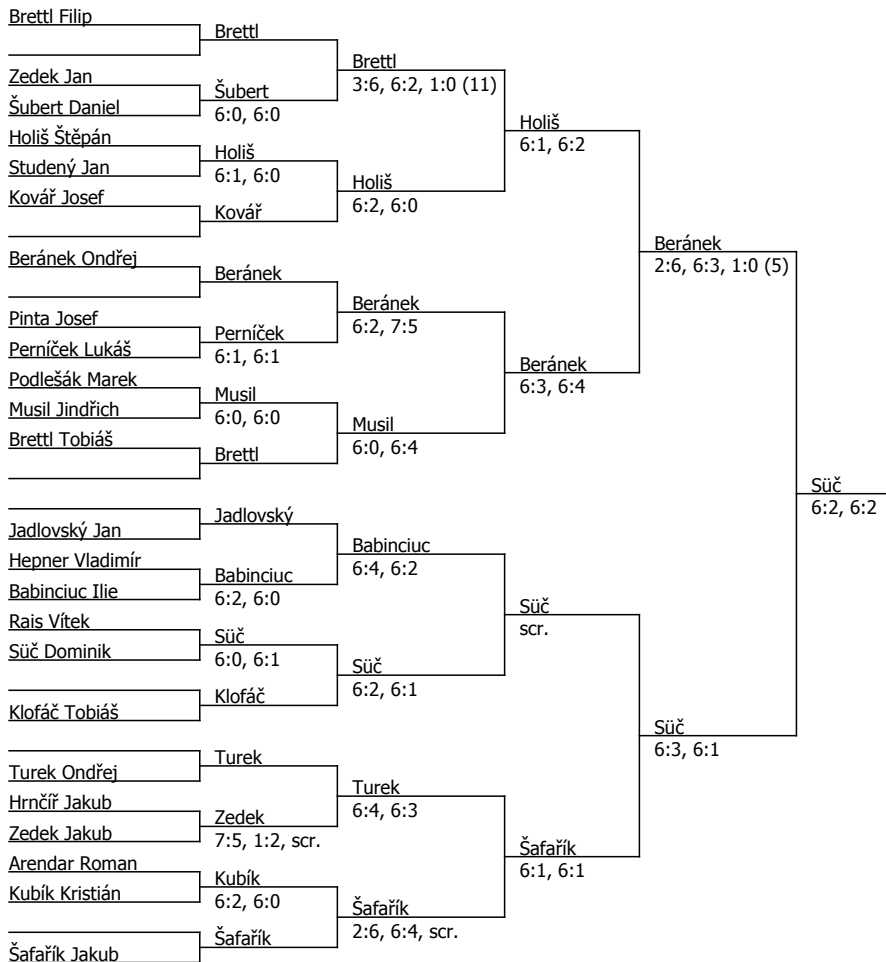 Brettl Filip
Brettl
Brettl
3:6, 6:2, 1:0 (11)
Zedek Jan
Šubert
6:0, 6:0
Šubert Daniel
Holiš
6:1, 6:2
Holiš Štěpán
Holiš
6:1, 6:0
Studený Jan
Holiš
6:2, 6:0
Kovář Josef
Kovář
Beránek
2:6, 6:3, 1:0 (5)
Beránek Ondřej
Beránek
Beránek
6:2, 7:5
Pinta Josef
Perníček
6:1, 6:1
Perníček Lukáš
Beránek
6:3, 6:4
Podlešák Marek
Musil
6:0, 6:0
Musil Jindřich
Musil
6:0, 6:4
Brettl Tobiáš
Brettl
Süč
6:2, 6:2
Jadlovský
Jadlovský Jan
Babinciuc
6:4, 6:2
Hepner Vladimír
Babinciuc
6:2, 6:0
Babinciuc Ilie
Süč
scr.
Rais Vítek
Süč
6:0, 6:1
Süč Dominik
Süč
6:2, 6:1
Klofáč
Klofáč Tobiáš
Süč
6:3, 6:1
Turek
Turek Ondřej
Turek
6:4, 6:3
Hrnčíř Jakub
Zedek
7:5, 1:2, scr.
Zedek Jakub
Šafařík
6:1, 6:1
Arendar Roman
Kubík
6:2, 6:0
Kubík Kristián
Šafařík
2:6, 6:4, scr.
Šafařík
Šafařík Jakub